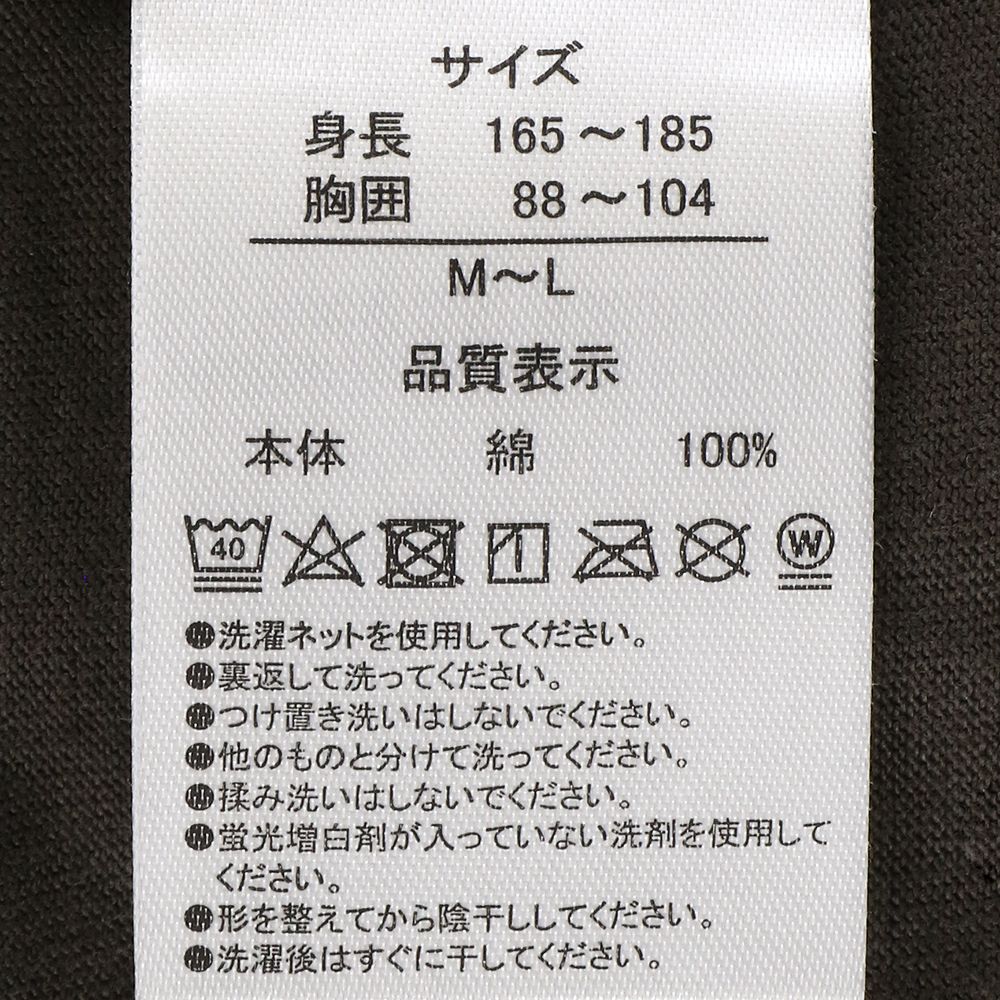 サイズ
身長 165～185
胸囲 88～104
M～L
品質表示
本体 綿 100%
40 W
●洗濯ネットを使用してください。
●裏返して洗ってください。
●つけ置き洗いはしないでください。
●他のものと分けて洗ってください。
●揉み洗いはしないでください。
●蛍光増白剤が入っていない洗剤を使用して
ください。
●形を整えてから陰干ししてください。
●洗濯後はすぐに干してください。